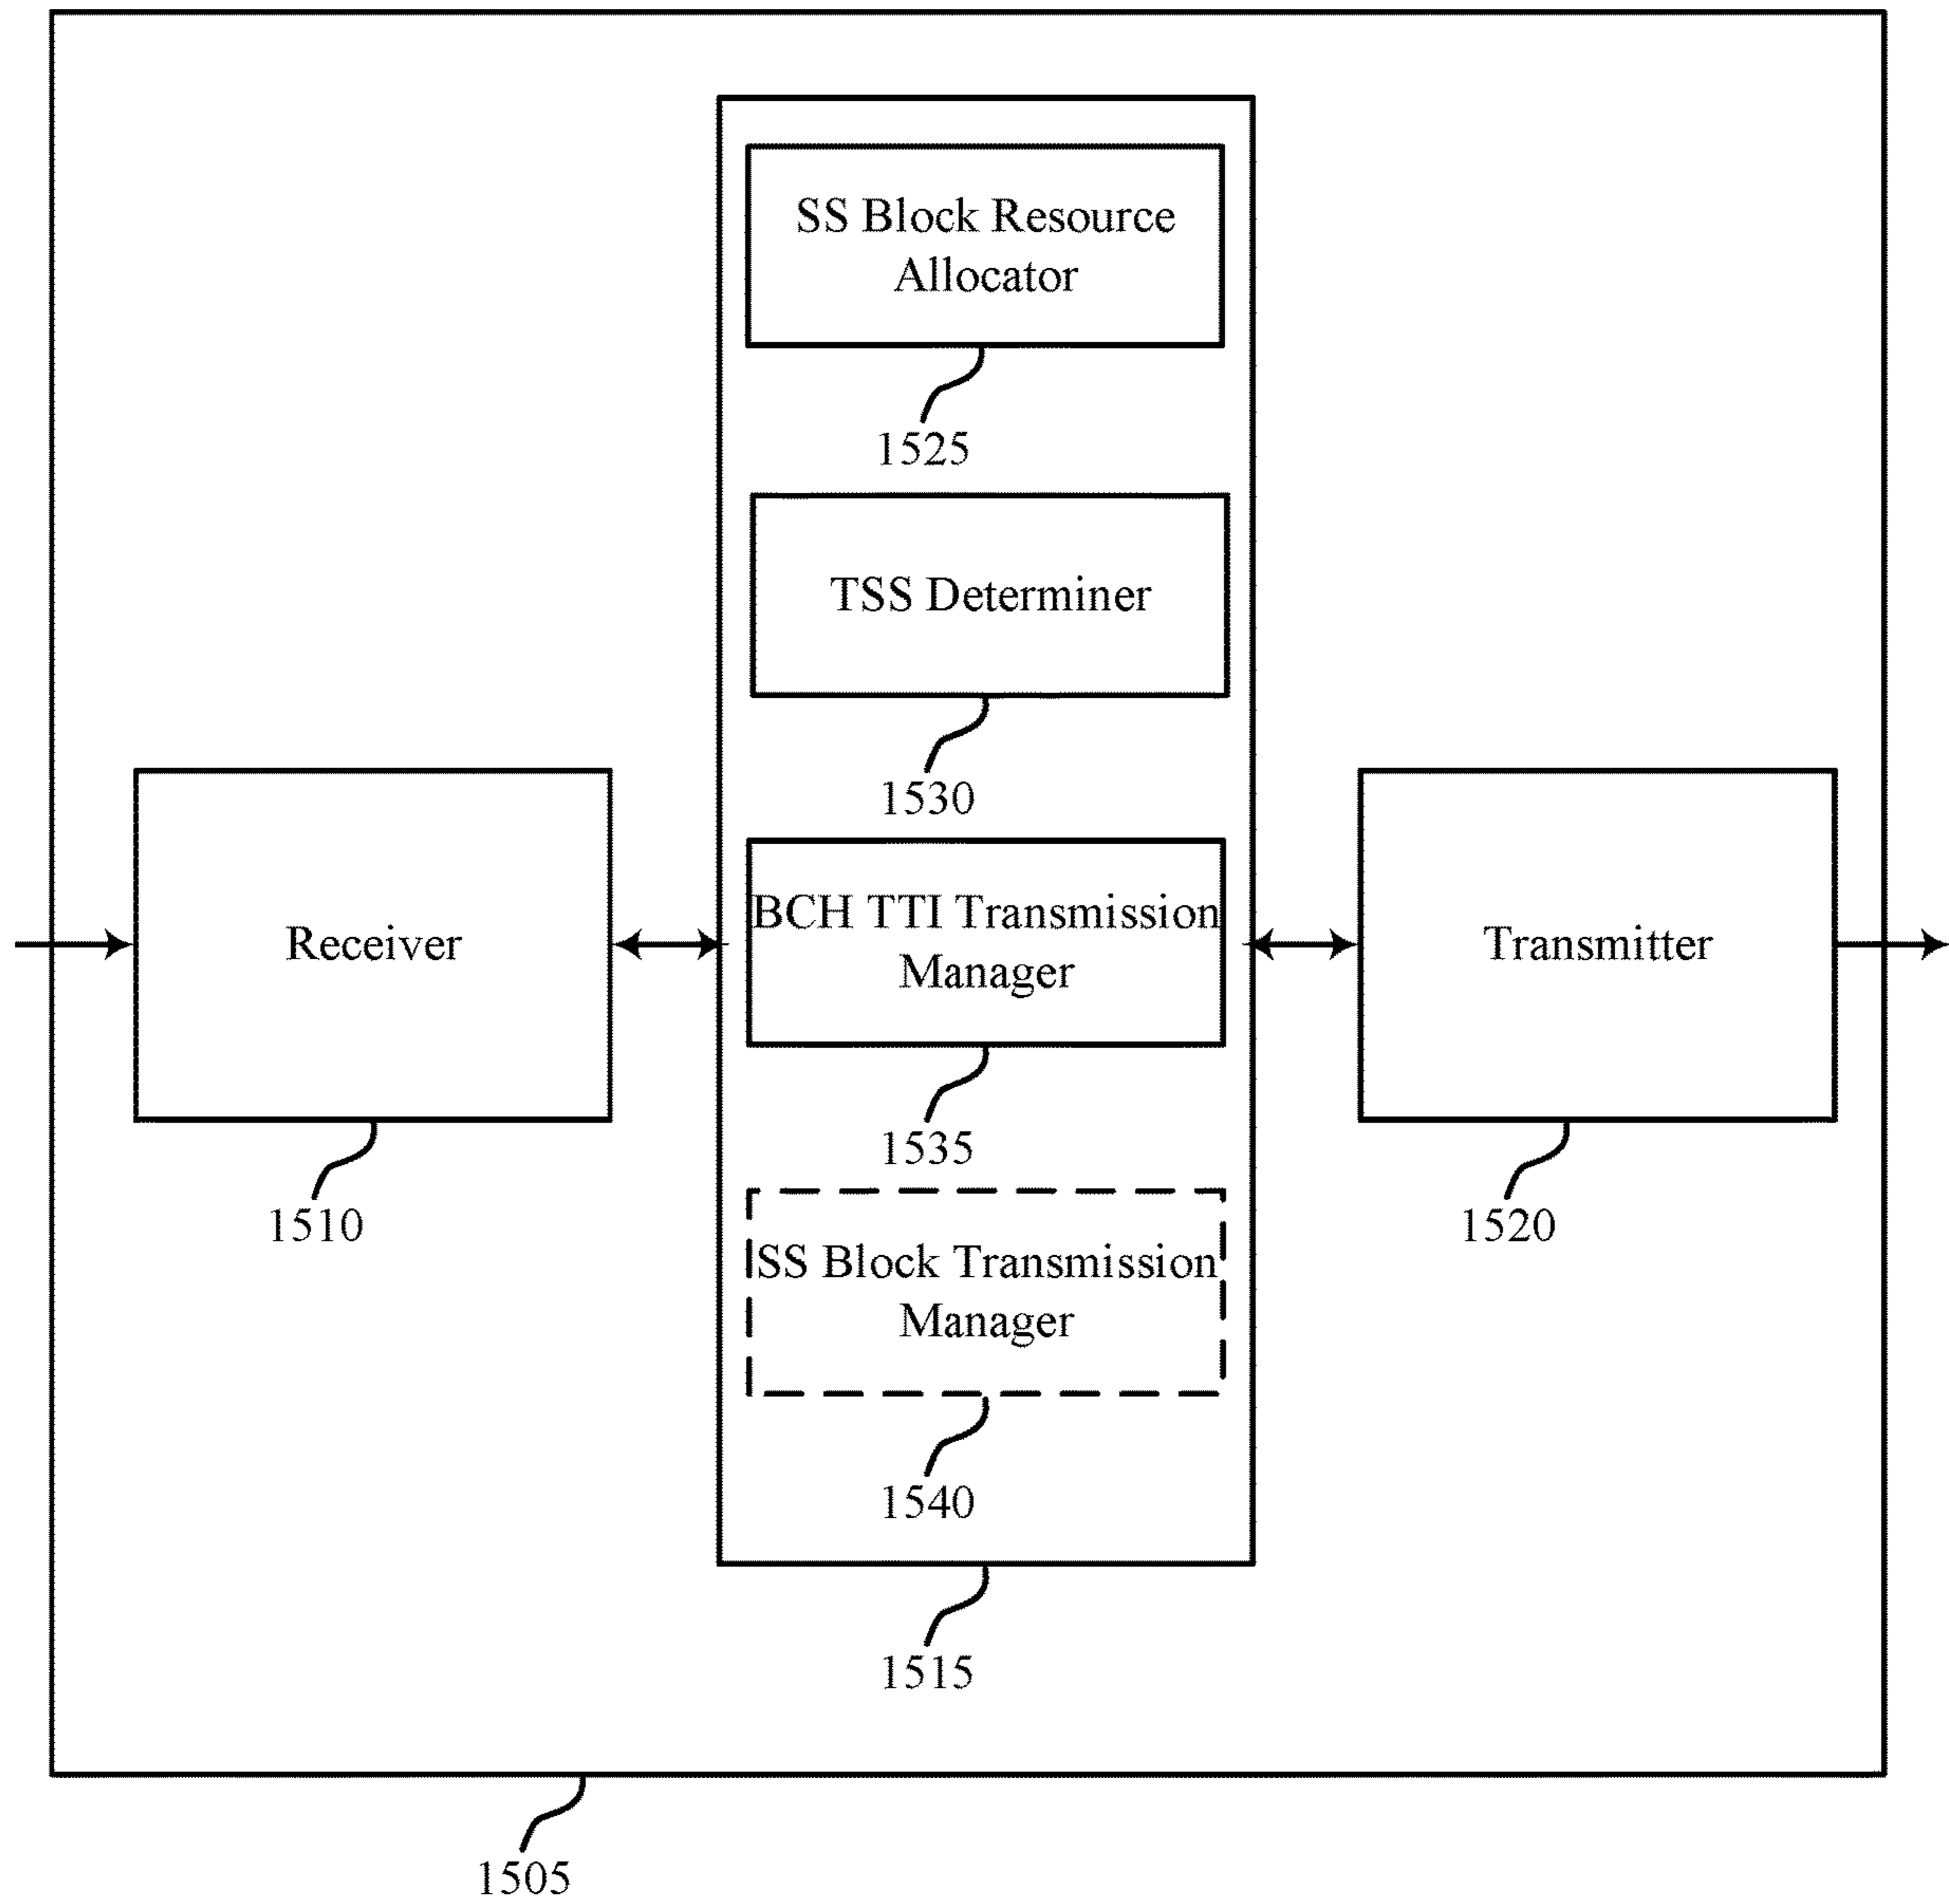 SS Block Resource
Allocator
1525
TSS Determiner
1530
Receiver
1510
BCH TTI Transmission
Manager
1535
Transmitter
1520
SS Block Transmission
Manager
1540
1515
1505